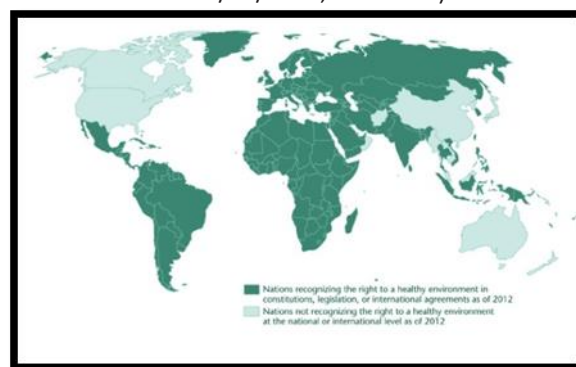 Nations recognizing the right to a healthy environment in
constitutions, legislation, or international agreements as of 2012
Nations not recognizing the right to a healthy environment
at the national or international level as of 2012